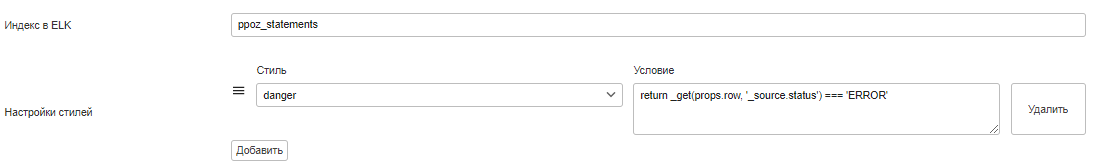 Индекс в ELK
ppoz_statements
Стиль
Условие
Настройки стилей
danger
return _get(props.row, '_source.status') === 'ERROR'
Удалить
Добавить